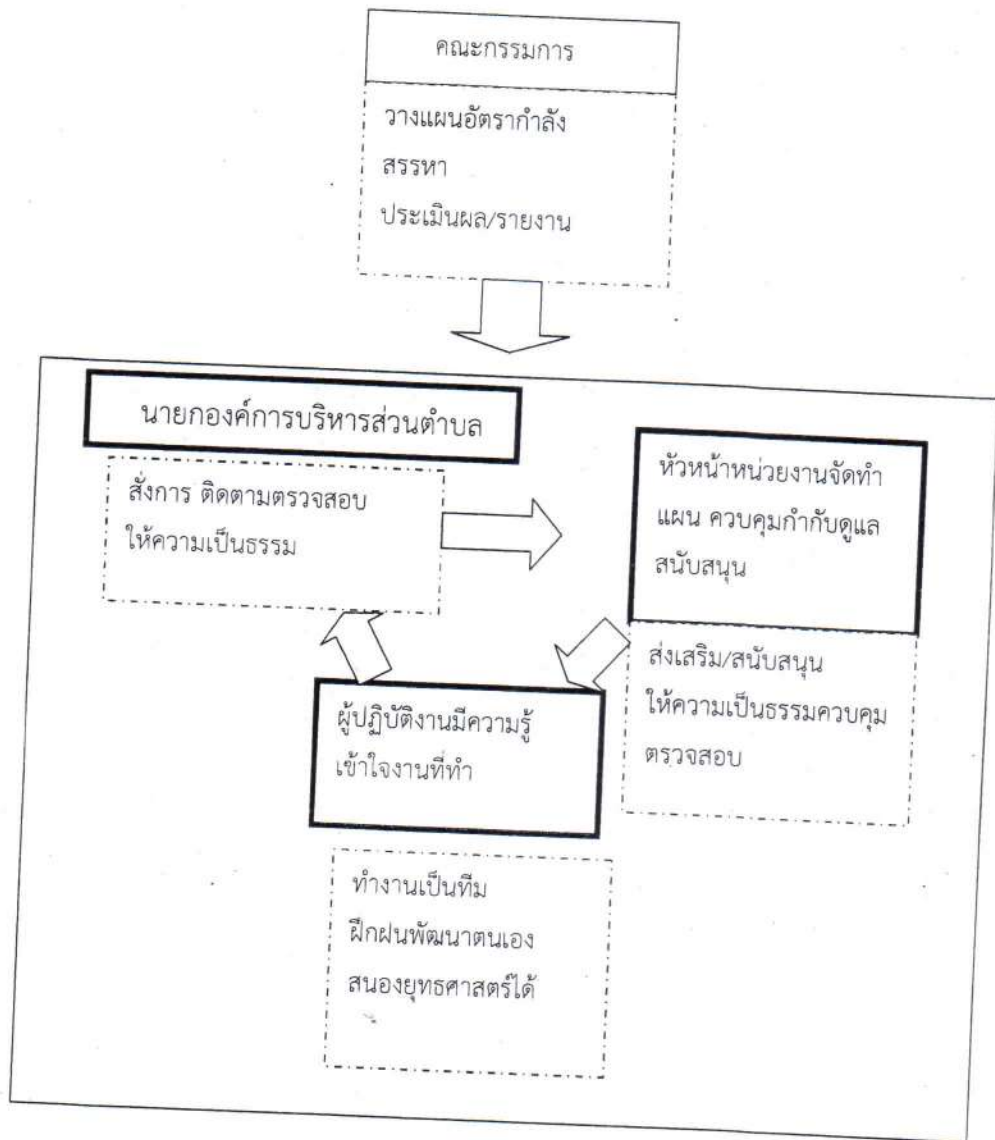 คณะกรรมการ
วางแผนอัตรากำลัง
สรรหา
ประเมินผล/รายงาน
นายกองค์การบริหารส่วนตำบล
สั่งการ ติดตามตรวจสอบ
ให้ความเป็นธรรม
หัวหน้าหน่วยงานจัดทำ
แผน ควบคุมกำกับดูแล
สนับสนุน
ส่งเสริม/สนับสนุน
ให้ความเป็นธรรมควบคุม
ตรวจสอบ
ผู้ปฏิบัติงานมีความรู้
เข้าใจงานที่ทำ
ทำงานเป็นทีม
ฝึกฝนพัฒนาตนเอง
สนองยุทธศาสตร์ได้